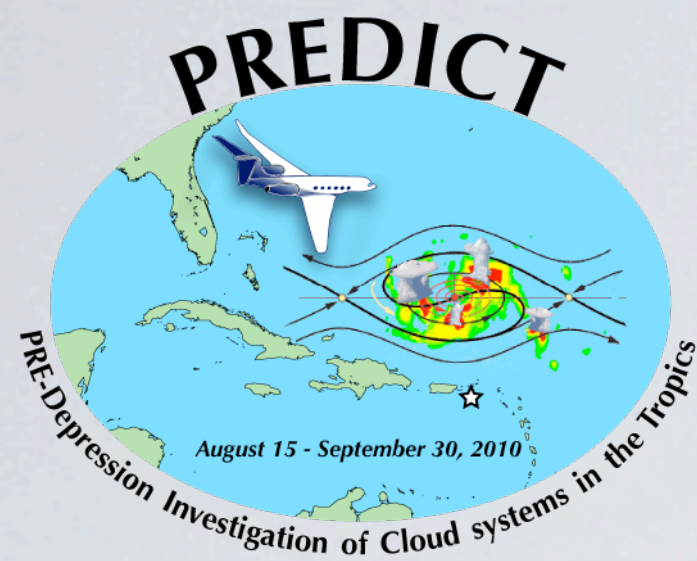 PREDICT
August 15 - September 30, 2010
PRE-Depression Investigation of Cloud systems in the Tropics